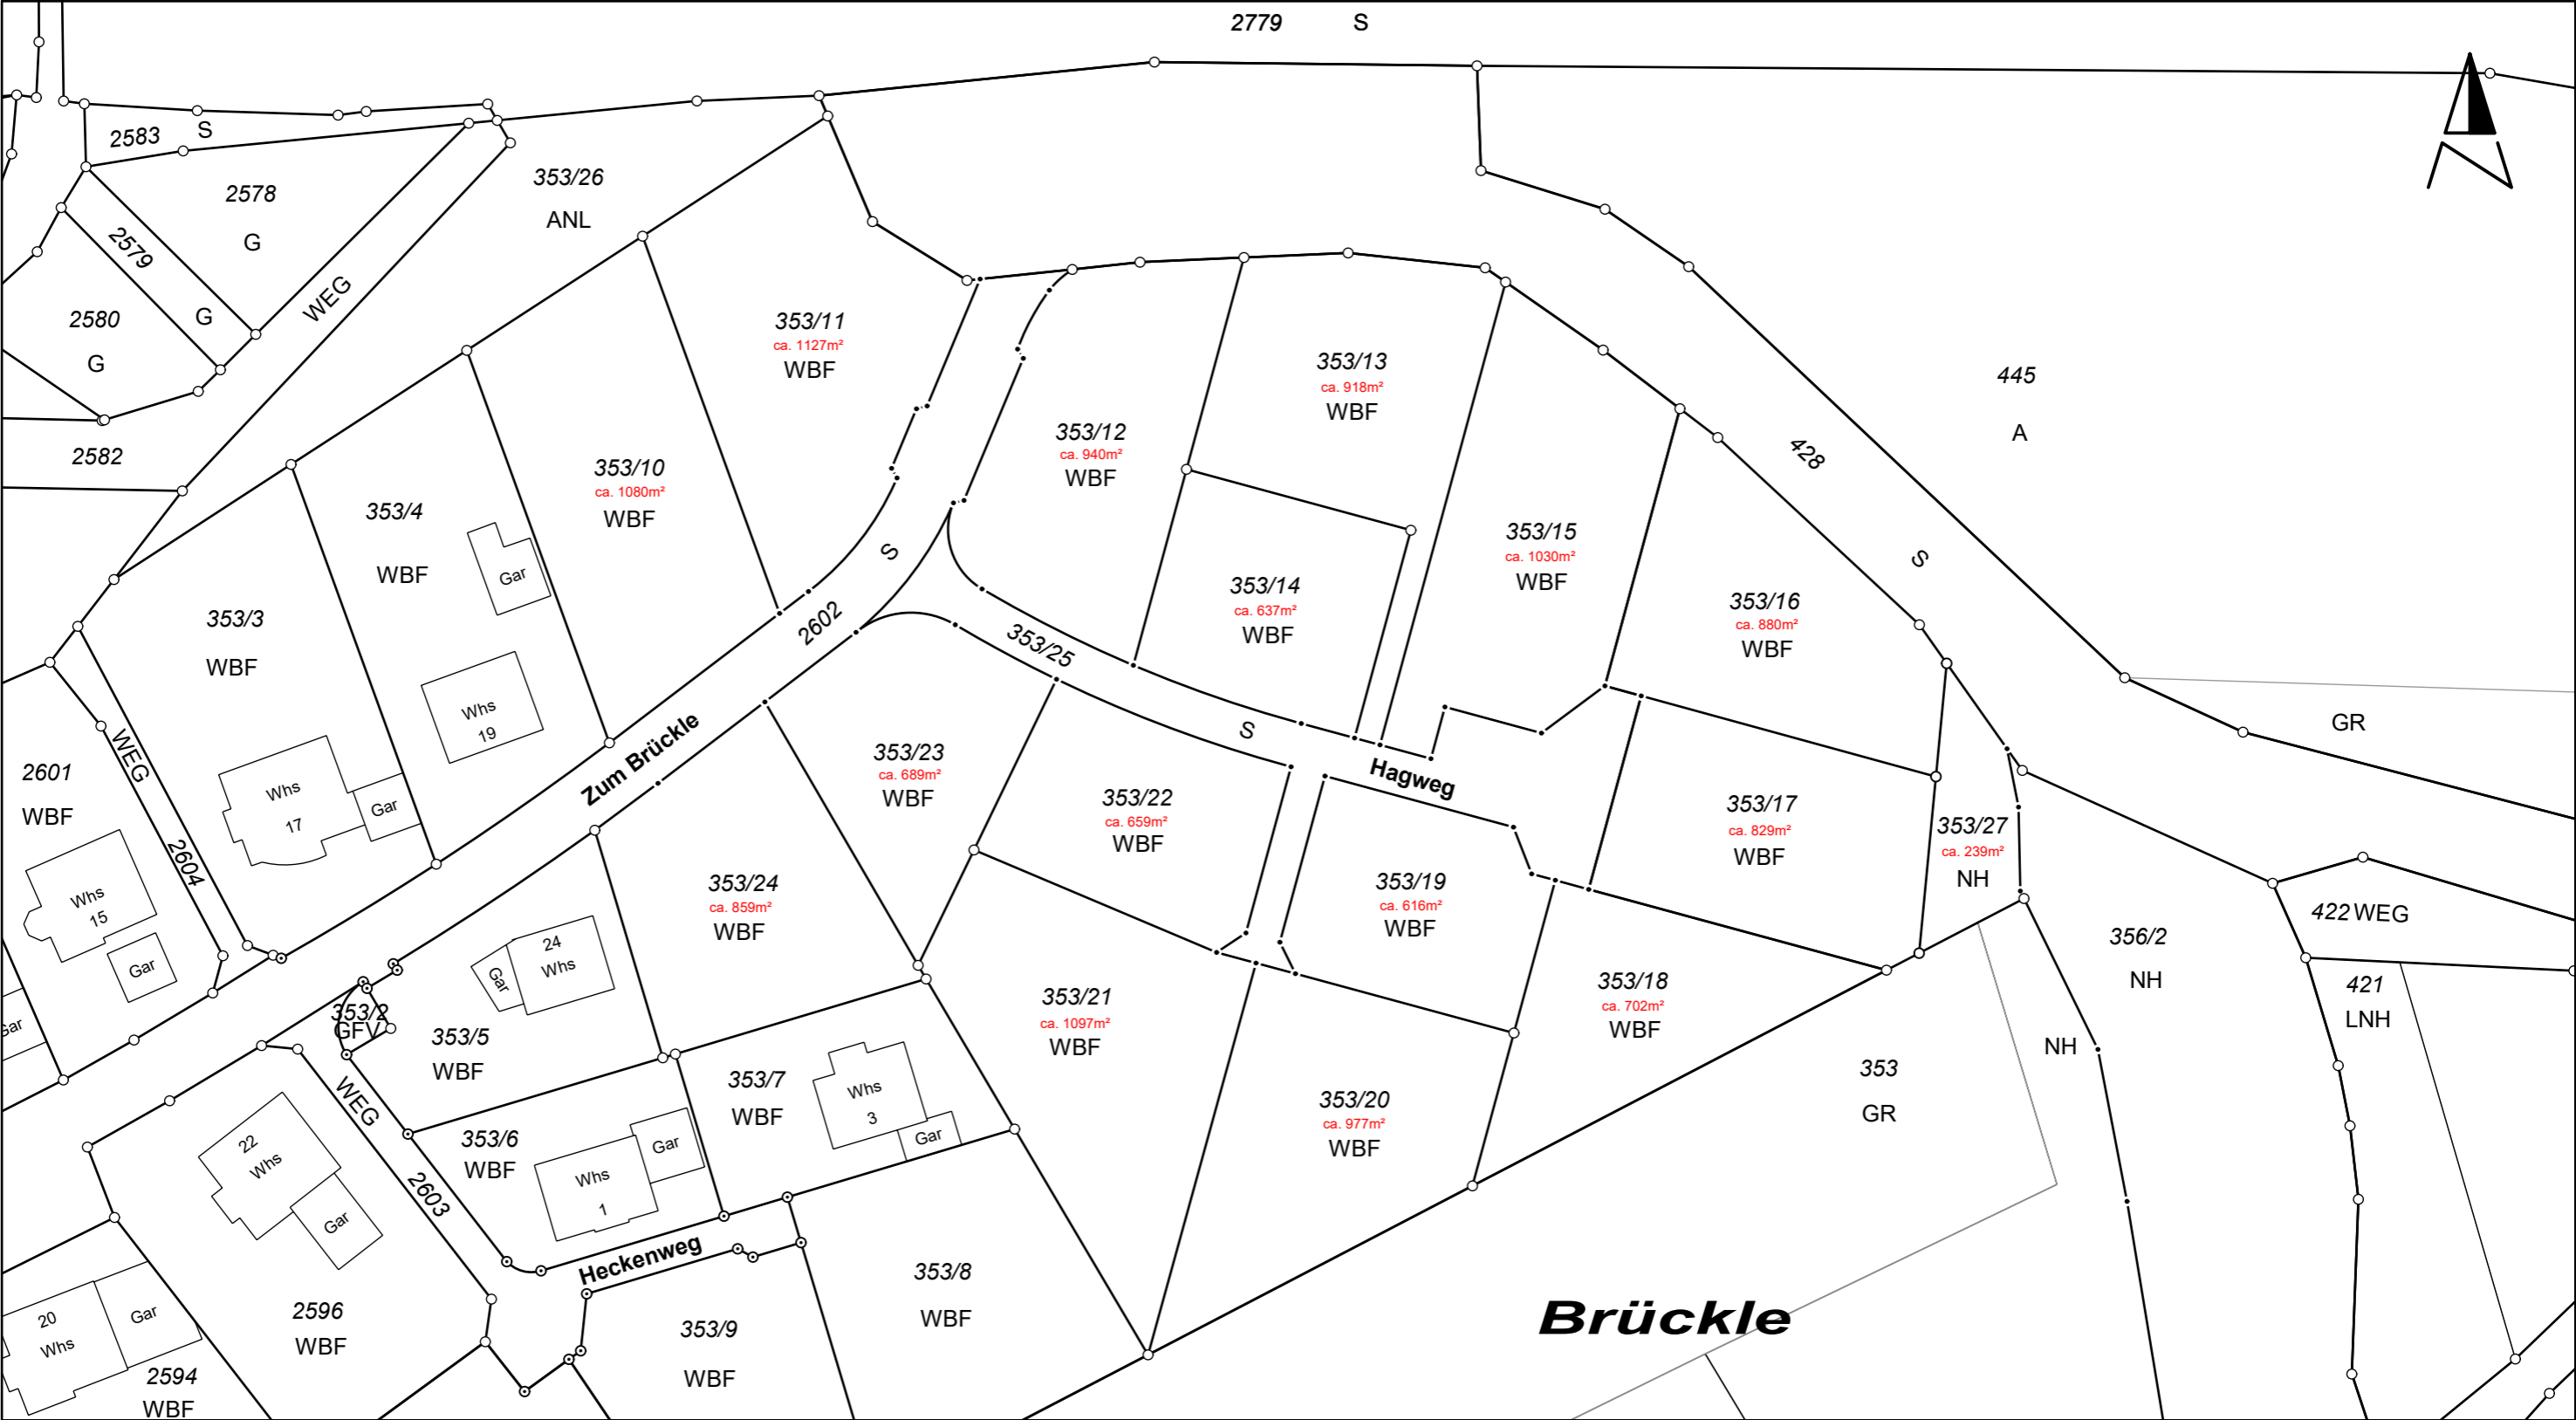 2779 S
2583 S
2578
G
2579
G
2580
G
2582
WEG
353/26
ANL
353/11
ca. 1127m²
WBF
353/10
ca. 1080m²
WBF
353/4
WBF
Gar
Whs
19
353/3
WBF
Whs
17
Gar
353/12
ca. 940m²
WBF
353/13
ca. 918m²
WBF
353/14
ca. 637m²
WBF
353/15
ca. 1030m²
WBF
353/16
ca. 880m²
WBF
428
S
445
A
GR
S
2602
Zum Brückle
353/25
S
Hagweg
2601
WBF
Whs
15
Gar
Gar
WEG
2604
353/23
ca. 689m²
WBF
353/22
ca. 659m²
WBF
353/24
ca. 859m²
WBF
353/19
ca. 616m²
WBF
353/17
ca. 829m²
WBF
353/27
ca. 239m²
NH
422 WEG
421
LNH
356/2
NH
NH
353/18
ca. 702m²
WBF
353
GR
353/21
ca. 1097m²
WBF
353/20
ca. 977m²
WBF
353/2
GFV
24
Whs
Gar
353/5
WBF
353/7
WBF
Whs
3
Gar
353/6
WBF
Whs
1
Gar
WEG
2603
Heckenweg
22
Whs
Gar
2596
WBF
20
Whs
Gar
2594
WBF
353/8
WBF
353/9
WBF
Brückle